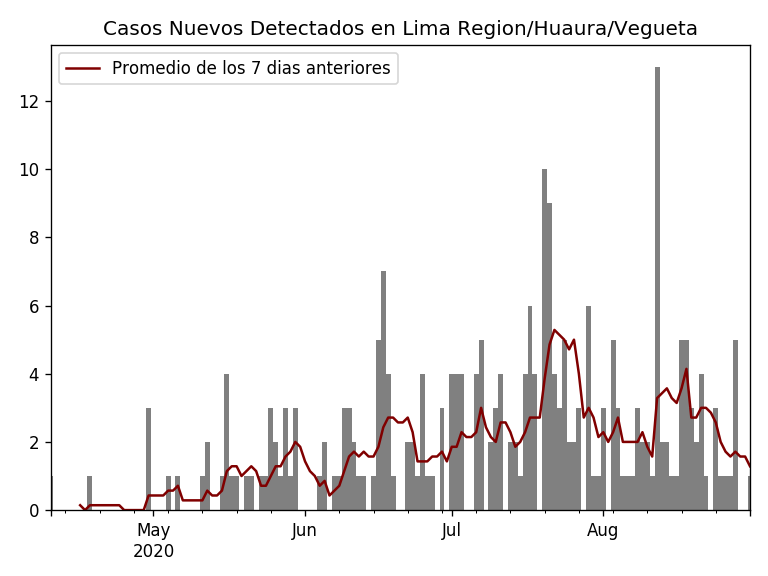 Casos Nuevos Detectados en Lima Region/Huaura/Vegueta
Promedio de los 7 dias anteriores
12
10
8
6
4
2
0
May
2020
Jun
Jul
Aug